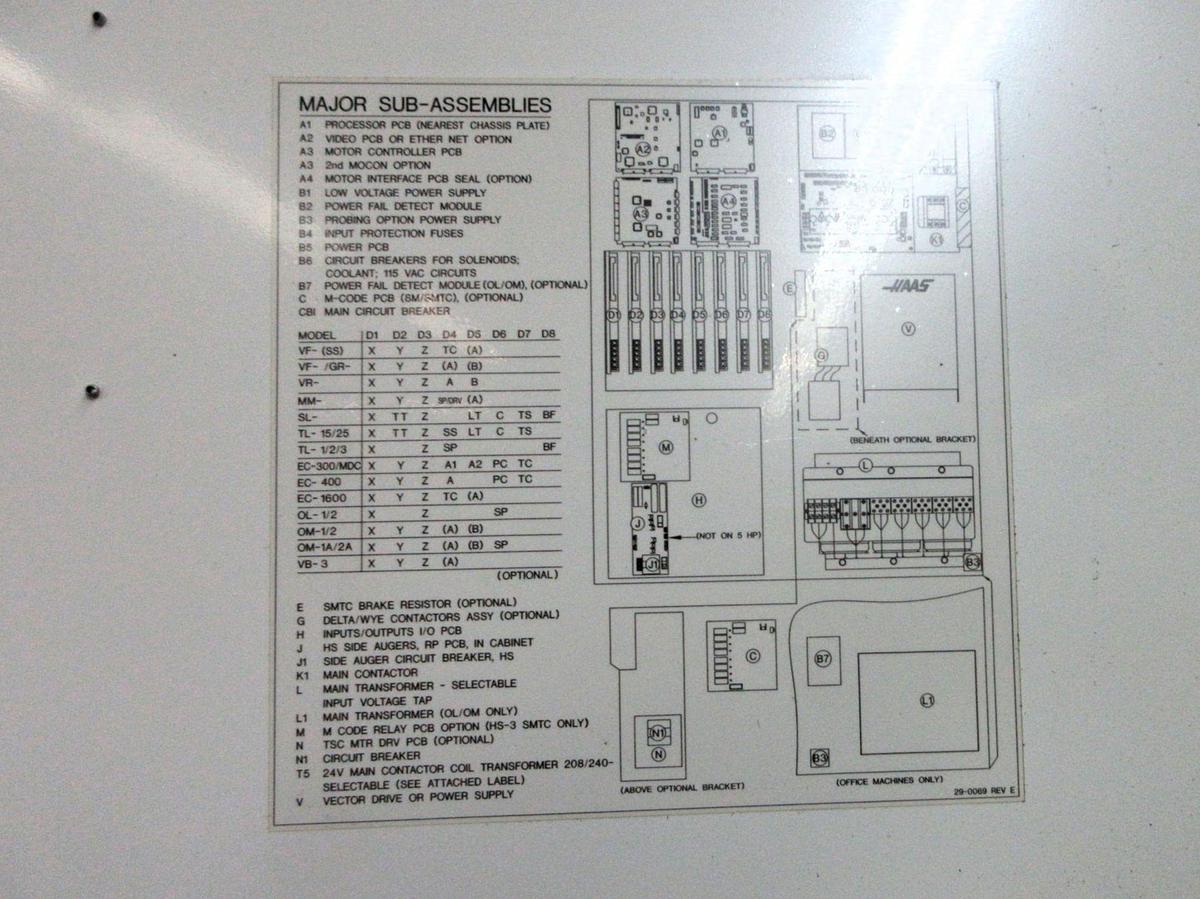 MAJOR SUB-ASSEMBLIES
A1 PROCESSOR PCB (NEAREST CHASSIS PLATE)
A2 VIDEO PCB OR ETHER NET OPTION
A3 MOTOR CONTROLLER PCB
A3 2nd MOCON OPTION
A4 MOTOR INTERFACE PCB SEAL (OPTION)
B1 LOW VOLTAGE POWER SUPPLY
B2 POWER FAIL DETECT MODULE
B3 PROBING OPTION POWER SUPPLY
B4 INPUT PROTECTION FUSES
B5 POWER PCB
B6 CIRCUIT BREAKERS FOR SOLENOIDS;
COOLANT; 115 VAC CIRCUITS
B7 POWER FAIL DETECT MODULE (OL/OM), (OPTIONAL)
C M-CODE PCB (8M/SMTC), (OPTIONAL)
CBI MAIN CIRCUIT BREAKER
MODEL D1 D2 D3 D4 D5 D6 D7 D8
VF- (SS) X Y Z TC (A)
VF- /GR- X Y Z (A) (B)
VR- X Y Z A B
MM- X Y Z SP/DRV (A)
SL- X TT Z LT C TS BF
TL- 15/25 X TT Z SS LT C TS
TL- 1/2/3 X Z SP BF
EC-300/MDC X Y Z A1 A2 PC TC
EC- 400 X Y Z A PC TC
EC-1600 X Y Z TC (A)
OL-1/2 X Z SP
OM-1/2 X Y Z (A) (B)
OM-1A/2A X Y Z (A) (B) SP
VB-3 X Y Z (A)
(OPTIONAL)
E SMTC BRAKE RESISTOR (OPTIONAL)
G DELTA/WYE CONTACTORS ASSY (OPTIONAL)
H INPUTS/OUTPUTS I/O PCB
J HS SIDE AUGERS, RP PCB, IN CABINET
J1 SIDE AUGER CIRCUIT BREAKER, HS
K1 MAIN CONTACTOR
L MAIN TRANSFORMER - SELECTABLE
INPUT VOLTAGE TAP
L1 MAIN TRANSFORMER (OL/OM ONLY)
M M CODE RELAY PCB OPTION (HS-3 SMTC ONLY)
N TSC MTR DRV PCB (OPTIONAL)
N1 CIRCUIT BREAKER
T5 24V MAIN CONTACTOR COIL TRANSFORMER 208/240-
SELECTABLE (SEE ATTACHED LABEL)
V VECTOR DRIVE OR POWER SUPPLY
A2 A1 B2
A3 A4 K1 C
D1 D2 D3 D4 D5 D6 D7 D8
E HAAS
V
G
(BENEATH OPTIONAL BRACKET)
M
L
H
J
(NOT ON 5 HP)
J1
B3
C
B7
L1
N1
N
B3
(ABOVE OPTIONAL BRACKET)
(OFFICE MACHINES ONLY)
29-0069 REV E